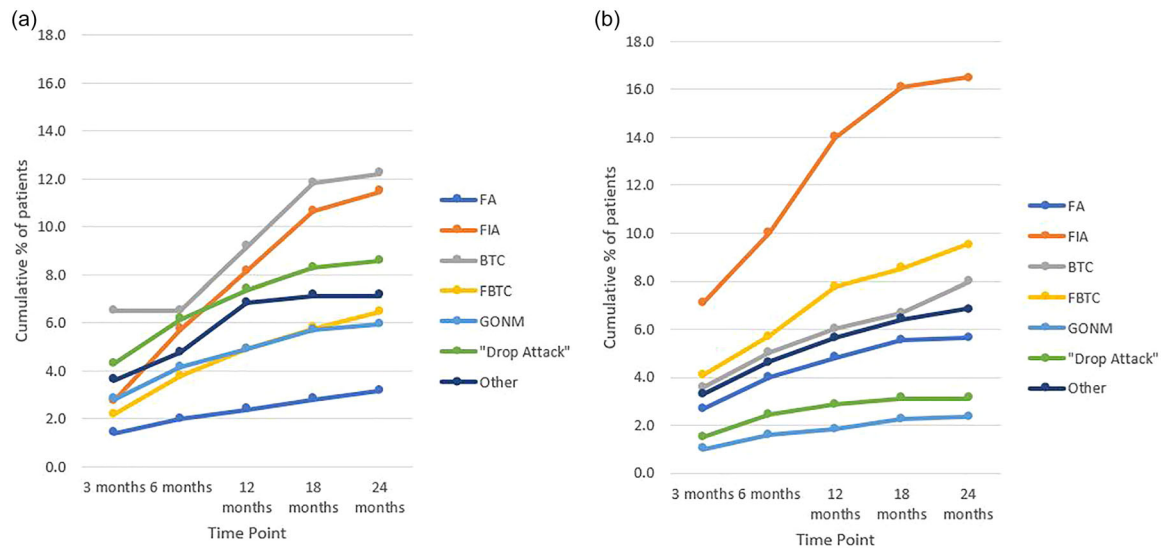 (a)
18.0
16.0
14.0
12.0
10.0
8.0
6.0
4.0
2.0
0.0
Cumulative % of patients
3 months 6 months 12 months 18 months 24 months
Time Point
FA
FIA
BTC
FBTC
GONM
"Drop Attack"
Other
(b)
18.0
16.0
14.0
12.0
10.0
8.0
6.0
4.0
2.0
0.0
Cumulative % of patients
3 months 6 months 12 months 18 months 24 months
Time Point
FA
FIA
BTC
FBTC
GONM
"Drop Attack"
Other